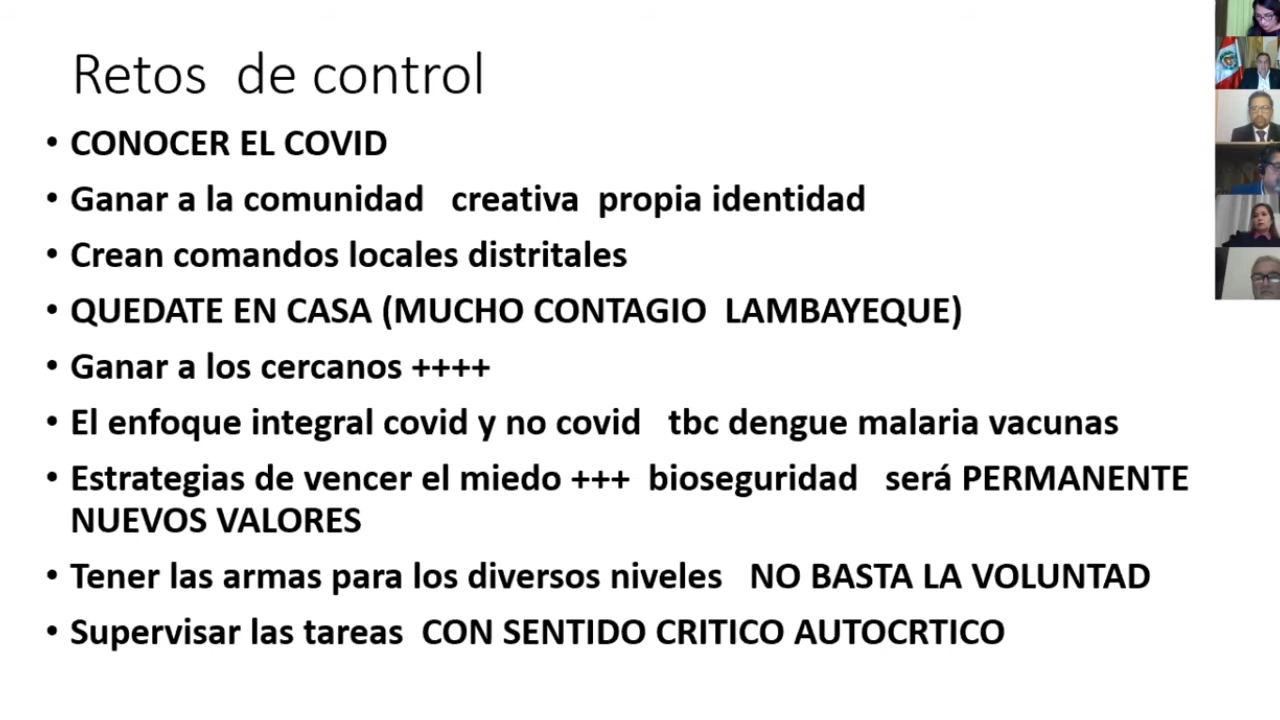 Retos de control
• CONOCER EL COVID
• Ganar a la comunidad creativa propia identidad
• Crean comandos locales distritales
• QUEDATE EN CASA (MUCHO CONTAGIO LAMBAYEQUE)
• Ganar a los cercanos ++++
• El enfoque integral covid y no covid tbc dengue malaria vacunas
• Estrategias de vencer el miedo +++ bioseguridad será PERMANENTE
NUEVOS VALORES
• Tener las armas para los diversos niveles NO BASTA LA VOLUNTAD
• Supervisar las tareas CON SENTIDO CRITICO AUTOCRTICO